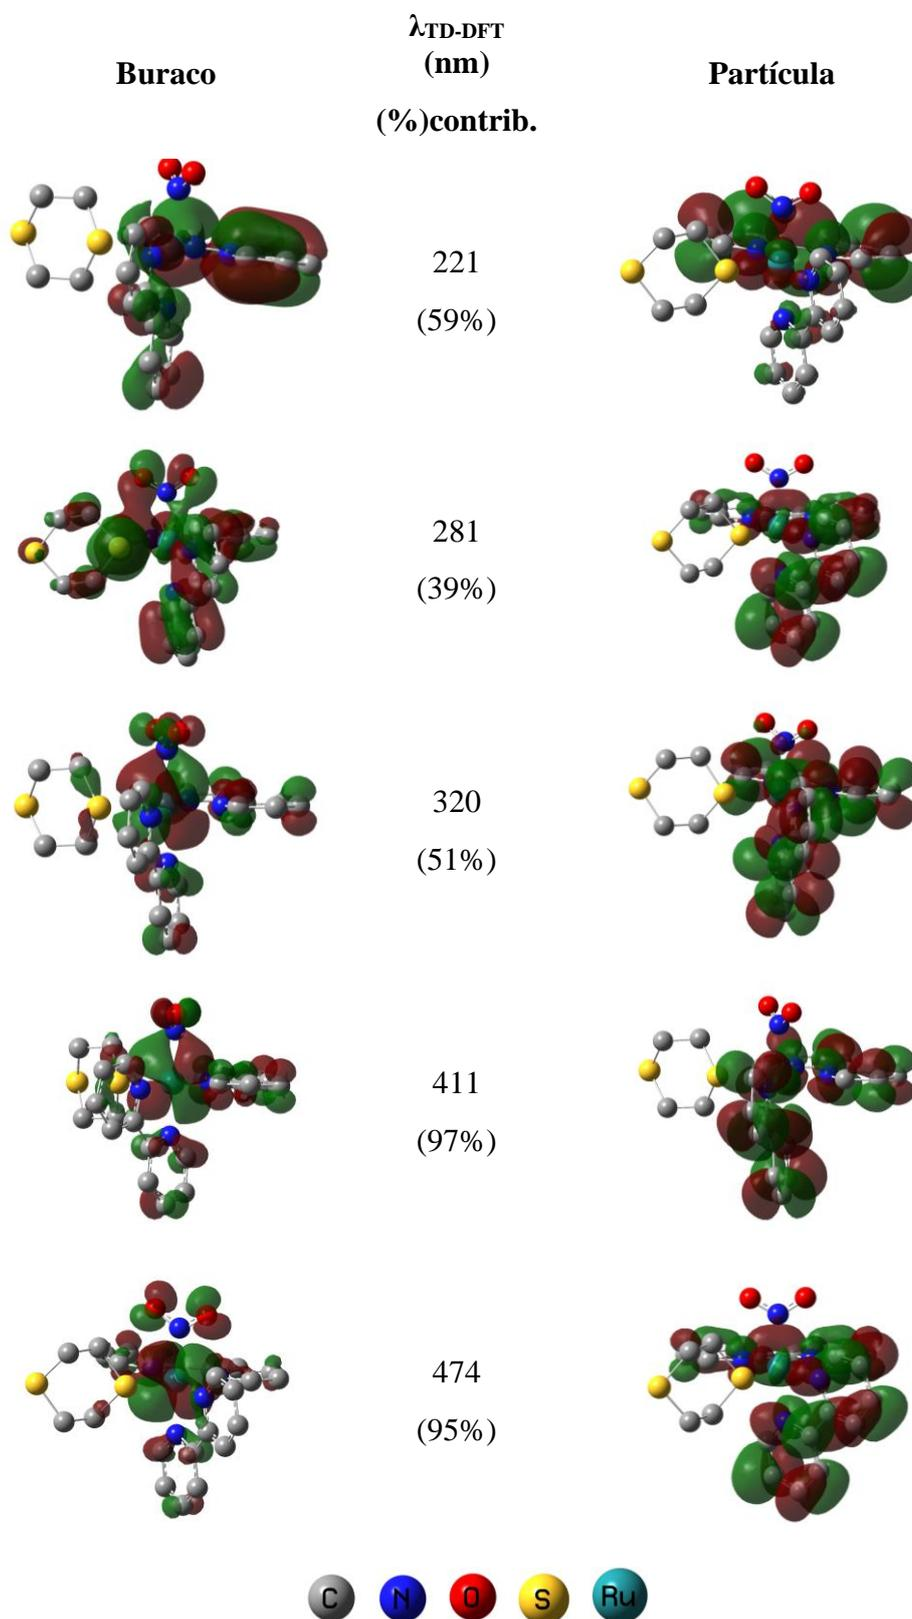 λTD-DFT
Buraco (nm) Partícula
(%)contrib.
221
(59%)
281
(39%)
320
(51%)
411
(97%)
474
(95%)
C N O S Ru